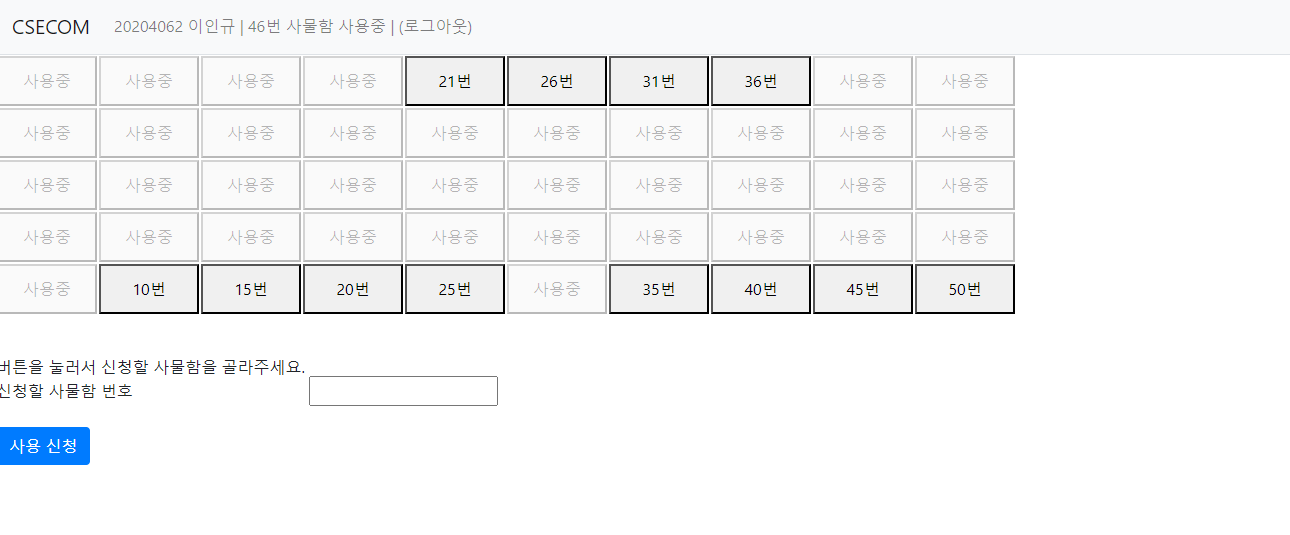 CSECOM 20204062 이인규 | 46번 사물함 사용중 | (로그아웃)
사용중 사용중 사용중 사용중 21번 26번 31번 36번 사용중 사용중
사용중 사용중 사용중 사용중 사용중 사용중 사용중 사용중 사용중 사용중
사용중 사용중 사용중 사용중 사용중 사용중 사용중 사용중 사용중 사용중
사용중 사용중 사용중 사용중 사용중 사용중 사용중 사용중 사용중 사용중
사용중 10번 15번 20번 25번 사용중 35번 40번 45번 50번
버튼을 눌러서 신청할 사물함을 골라주세요.
신청할 사물함 번호
사용 신청